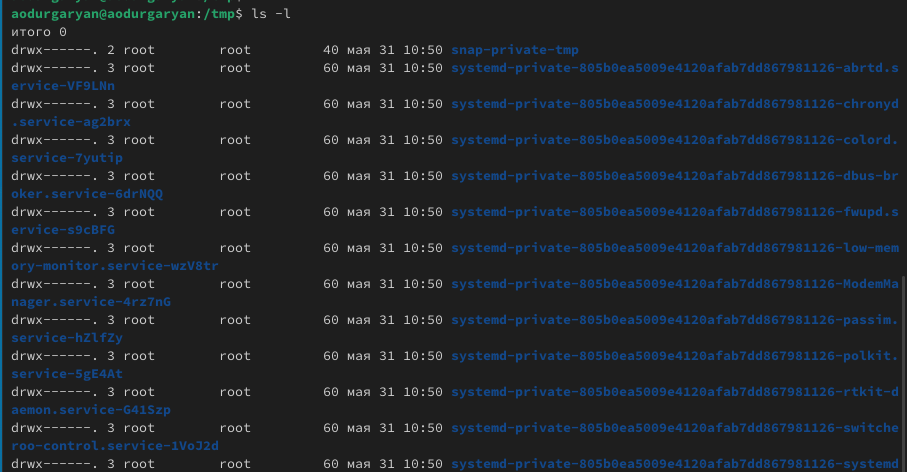 aodurgaryan@aodurgaryan:/tmp$ ls -l
итого 0
drwx------. 2 root        root         40 мая 31 10:50 snap-private-tmp
drwx------. 3 root        root         60 мая 31 10:50 systemd-private-805b0ea5009e4120afab7dd867981126-abrtd.s
ervice-VF9LNn
drwx------. 3 root        root         60 мая 31 10:50 systemd-private-805b0ea5009e4120afab7dd867981126-chronyd
.service-ag2brx
drwx------. 3 root        root         60 мая 31 10:50 systemd-private-805b0ea5009e4120afab7dd867981126-colord.
service-7yutip
drwx------. 3 root        root         60 мая 31 10:50 systemd-private-805b0ea5009e4120afab7dd867981126-dbus-br
oker.service-6drNQQ
drwx------. 3 root        root         60 мая 31 10:50 systemd-private-805b0ea5009e4120afab7dd867981126-fwupd.s
ervice-s9cBFG
drwx------. 3 root        root         60 мая 31 10:50 systemd-private-805b0ea5009e4120afab7dd867981126-low-mem
ory-monitor.service-wzV8tr
drwx------. 3 root        root         60 мая 31 10:50 systemd-private-805b0ea5009e4120afab7dd867981126-ModemMa
nager.service-4rz7nG
drwx------. 3 root        root         60 мая 31 10:50 systemd-private-805b0ea5009e4120afab7dd867981126-passim.
service-hZlfZy
drwx------. 3 root        root         60 мая 31 10:50 systemd-private-805b0ea5009e4120afab7dd867981126-polkit.
service-5gE4At
drwx------. 3 root        root         60 мая 31 10:50 systemd-private-805b0ea5009e4120afab7dd867981126-rtkit-d
aemon.service-G41Szp
drwx------. 3 root        root         60 мая 31 10:50 systemd-private-805b0ea5009e4120afab7dd867981126-switche
roo-control.service-1VoJ2d
drwx------. 3 root        root         60 мая 31 10:50 systemd-private-805b0ea5009e4120afab7dd867981126-systemd